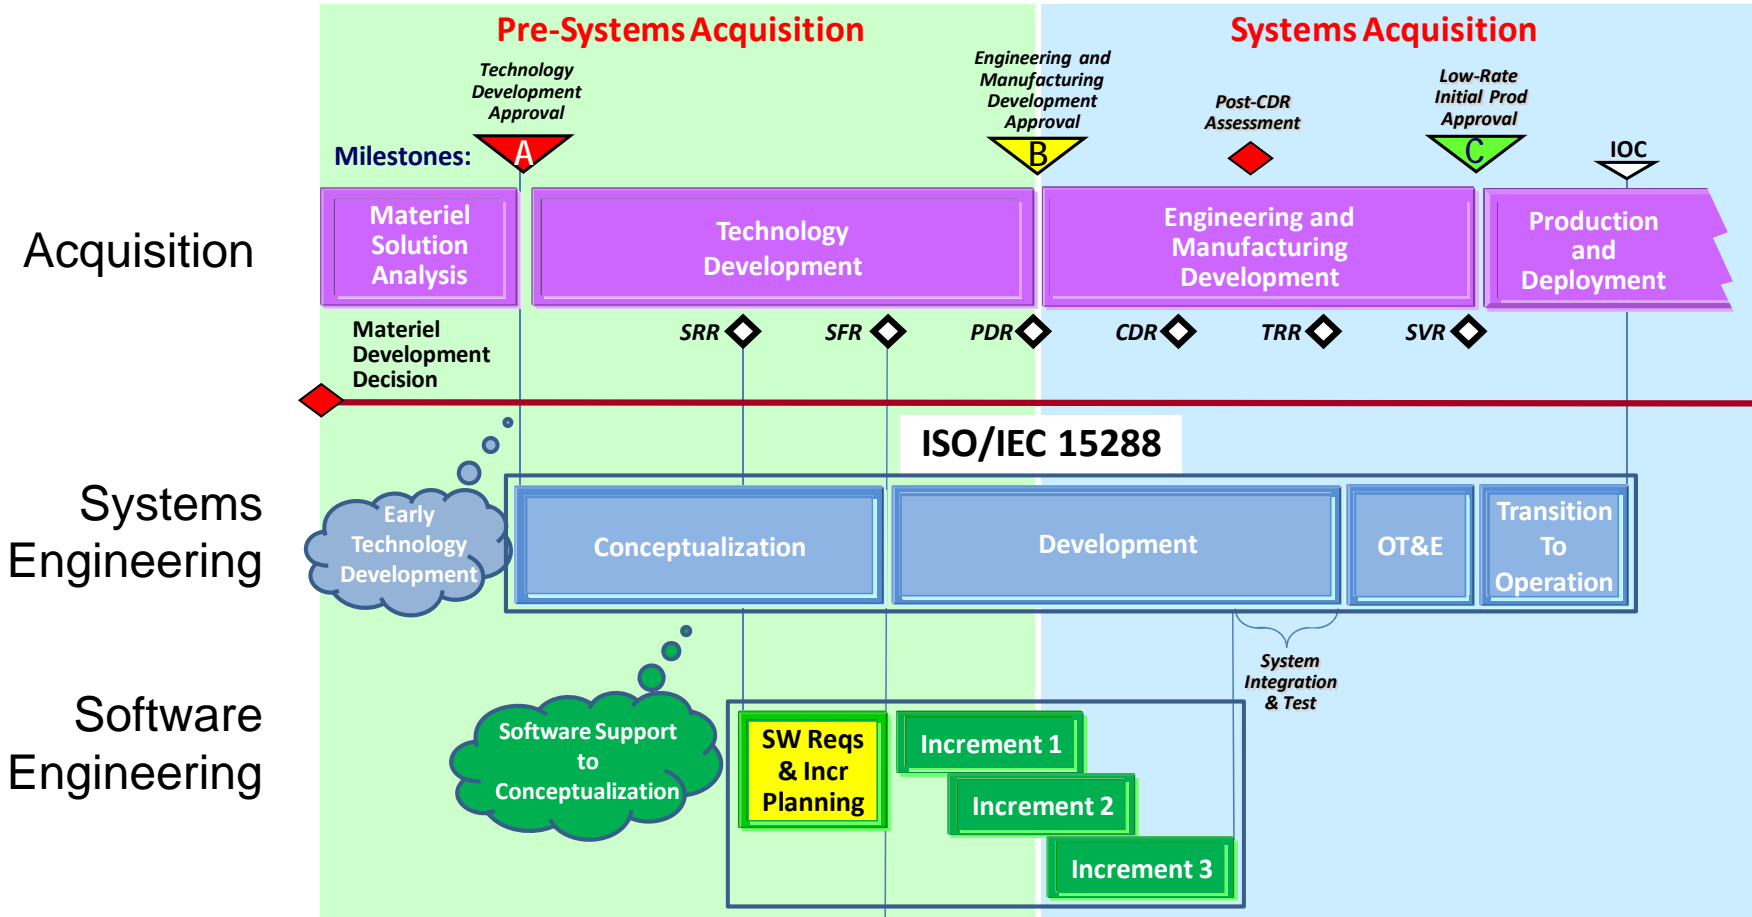 Pre-Systems Acquisition
Systems Acquisition
Technology
Development
Approval
Engineering and
Manufacturing
Development
Approval
Post-CDR
Assessment
Low-Rate
Initial Prod
Approval
Milestones:
A
B
C
IOC
Acquisition
Materiel
Solution
Analysis
Technology
Development
Engineering and
Manufacturing
Development
Production
and
Deployment
Materiel
Development
Decision
SRR
SFR
PDR
CDR
TRR
SVR
ISO/IEC 15288
Systems
Engineering
Early
Technology
Development
Conceptualization
Development
OT&E
Transition
To
Operation
System
Integration
& Test
Software
Engineering
Software Support
to
Conceptualization
SW Reqs
& Incr
Planning
Increment 1
Increment 2
Increment 3